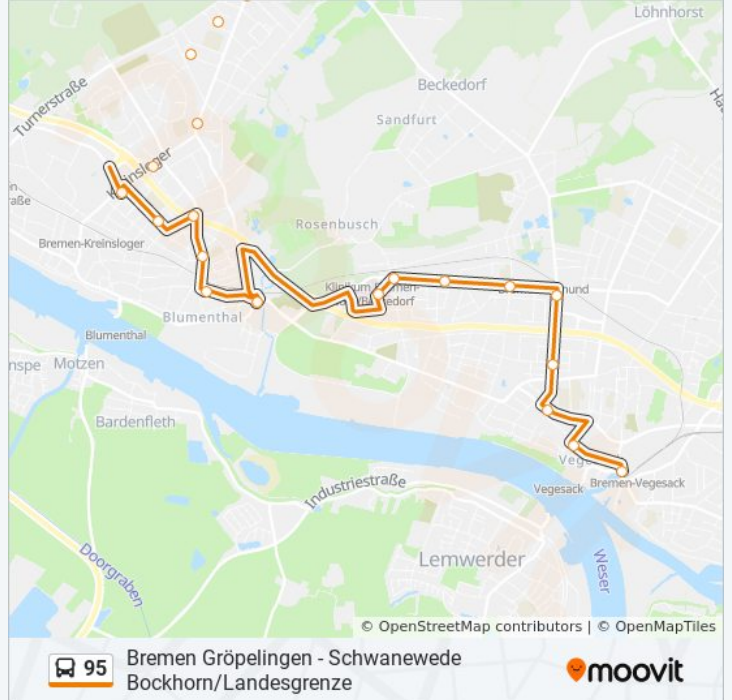 Löhnhorst
Turnerstraße
Beckedorf
Sandfurt
Kreinsloger
Rosenbusch
Bremen-Kreinsloger
Blumenthal
Blumenthal
Motzen
Bardenfleth
Industriestraße
Vegesack
Bremen-Vegesack
Doorgraben
Lemwerder
Weser
© OpenStreetMap contributors | © OpenMapTiles
95
Bremen Gröpelingen - Schwanewede
Bockhorn/Landesgrenze
moovit